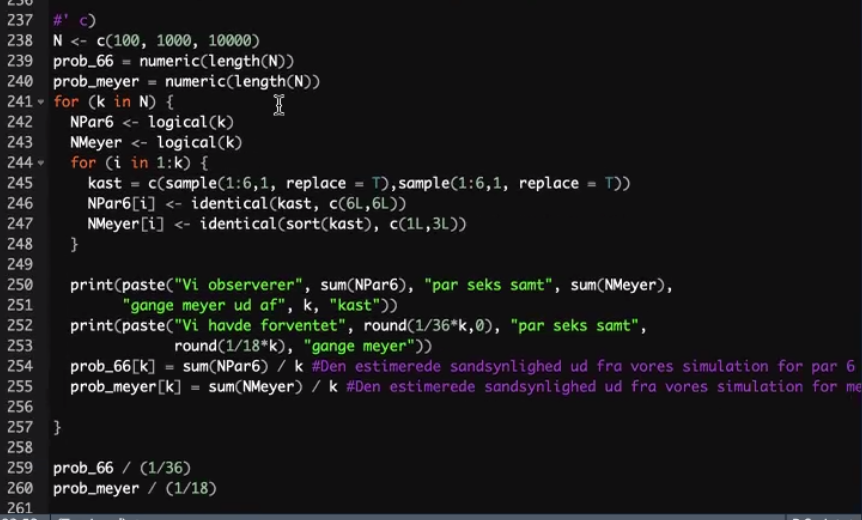 237 #' c)
238 N <- c(100, 1000, 10000)
239 prob_66 = numeric(length(N))
240 prob_meyer = numeric(length(N))
241 for (k in N) {
242 NPar6 <- logical(k)
243 NMeyer <- logical(k)
244 for (i in 1:k) {
245 kast = c(sample(1:6,1, replace = T),sample(1:6,1, replace = T))
246 NPar6[i] <- identical(kast, c(6L,6L))
247 NMeyer[i] <- identical(sort(kast), c(1L,3L))
248 }
249
250 print(paste("Vi observerer", sum(NPar6), "par seks samt", sum(NMeyer),
251 "gange meyer ud af", k, "kast"))
252 print(paste("Vi havde forventet", round(1/36*k,0), "par seks samt",
253 round(1/18*k), "gange meyer"))
254 prob_66[k] = sum(NPar6) / k #Den estimerede sandsynlighed ud fra vores simulation for par 6
255 prob_meyer[k] = sum(NMeyer) / k #Den estimerede sandsynlighed ud fra vores simulation for me
256
257 }
258
259 prob_66 / (1/36)
260 prob_meyer / (1/18)
261